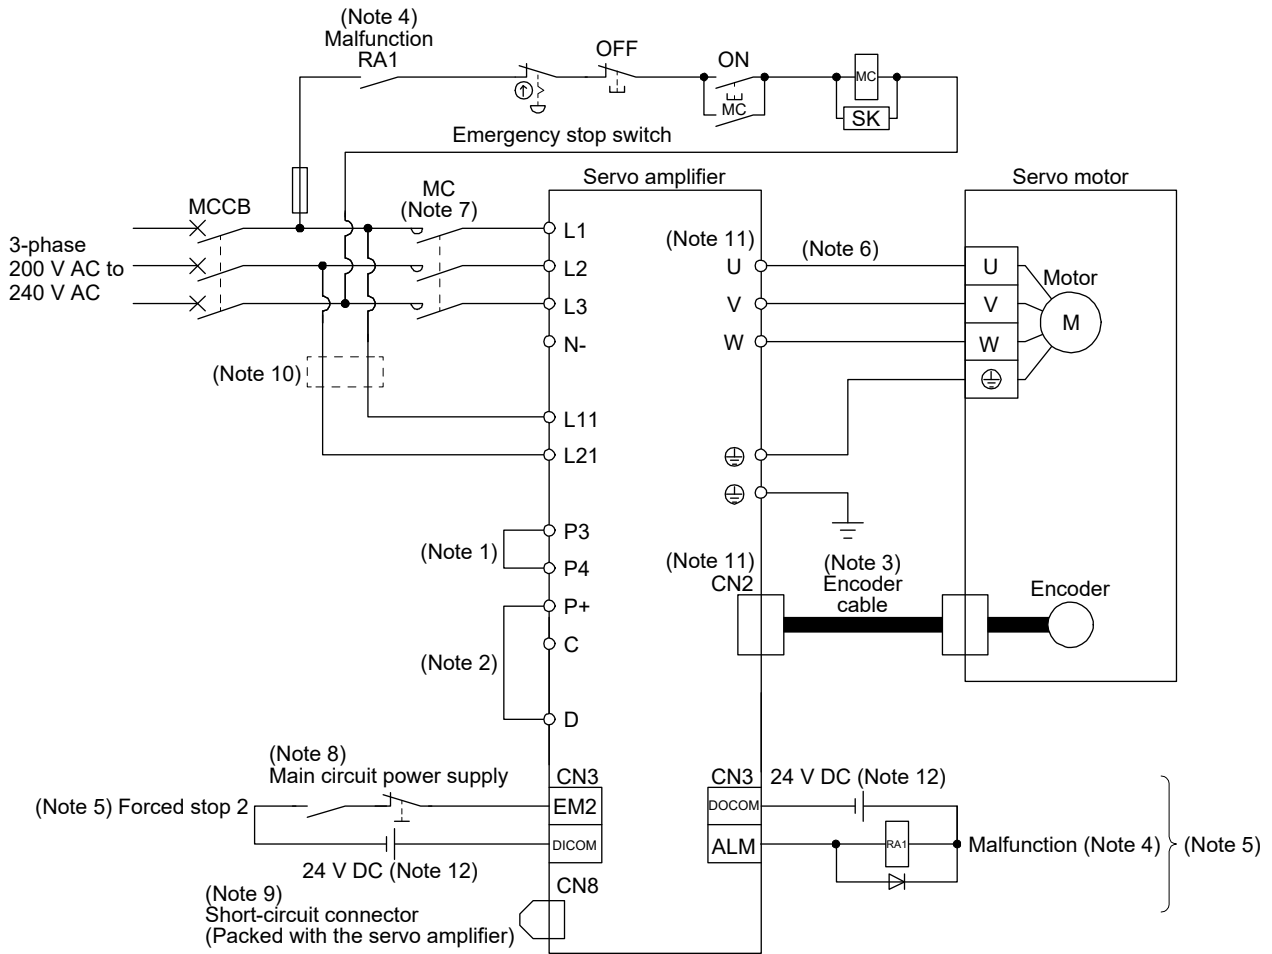 (Note 4)
Malfunction
RA1
OFF
ON
MC
MC
SK
Emergency stop switch
Servo amplifier
Servo motor
MCCB
MC
(Note 7)
3-phase
200 V AC to
240 V AC
L1
L2
L3
N-
(Note 10)
L11
L21
(Note 11)
U
V
W
(Note 6)
U
V
W
Motor
M
(Note 1)
P3
P4
P+
C
(Note 2)
D
(Note 11)
CN2
(Note 3)
Encoder
cable
Encoder
(Note 8)
Main circuit power supply
(Note 5) Forced stop 2
24 V DC (Note 12)
CN3
EM2
DICOM
CN3
24 V DC (Note 12)
DOCOM
ALM
RA1
Malfunction (Note 4)
(Note 5)
(Note 9)
Short-circuit connector
(Packed with the servo amplifier)
CN8